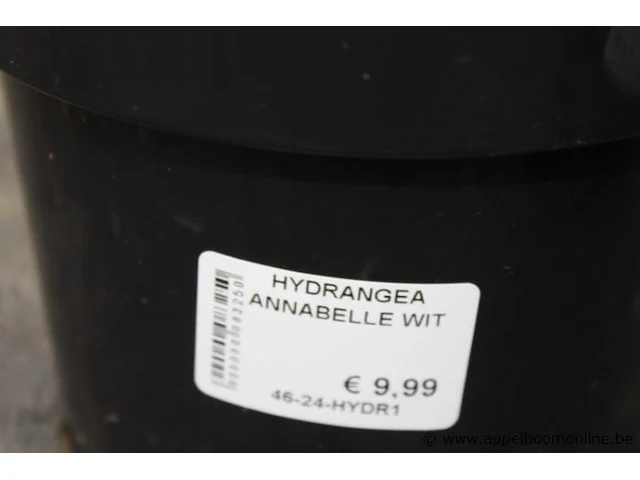 HYDRANGEA
ANNABELLE WIT
€ 9,99
46-24-HYDR1
© www.appelboomonline.be